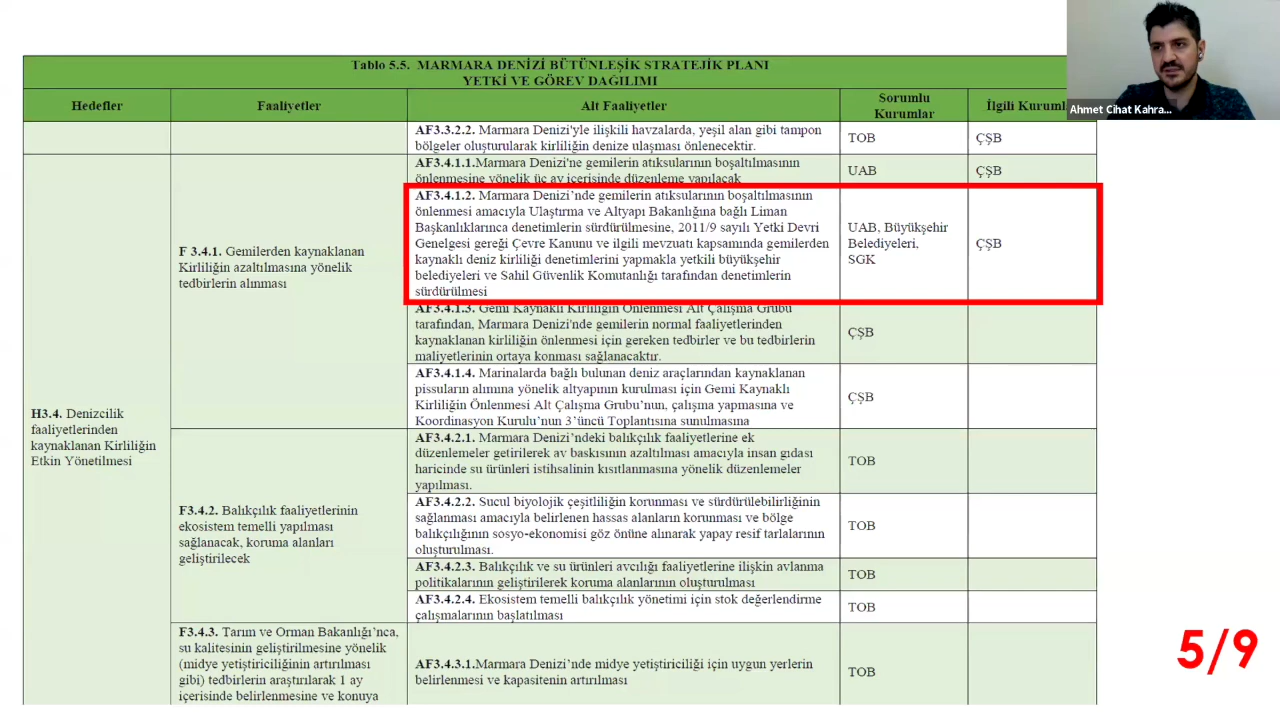 Ahmet Cihat Kahra...
Tablo 5.5. MARMARA DENİZİ BÜTÜNLEŞİK STRATEJİK PLANI
YETKİ VE GÖREV DAĞILIMI
Hedefler
Faaliyetler
Alt Faaliyetler
Sorumlu
Kurumlar
İlgili Kuruml
AF3.3.2.2. Marmara Denizi'yle ilişkili havzalarda, yeşil alan gibi tampon
bölgeler oluşturularak kirliliğin denize ulaşması önlenecektir.
TOB
ÇŞB
H3.4. Denizcilik
faaliyetlerinden
kaynaklanan Kirliliğin
Etkin Yönetilmesi
F 3.4.1. Gemilerden kaynaklanan
Kirliliğin azaltılmasına yönelik
tedbirlerin alınması
AF3.4.1.1.Marmara Denizi'ne gemilerin atıksularının boşaltılmasının
önlenmesine yönelik üç ay içerisinde düzenleme yapılacak
UAB
ÇŞB
AF3.4.1.2. Marmara Denizi’nde gemilerin atıksularının boşaltılmasının
önlenmesi amacıyla Ulaştırma ve Altyapı Bakanlığına bağlı Liman
Başkanlıklarınca denetimlerin sürdürülmesine, 2011/9 sayılı Yetki Devri
Genelgesi gereği Çevre Kanunu ve ilgili mevzuatı kapsamında gemilerden
kaynaklı deniz kirliliği denetimlerini yapmakla yetkili büyükşehir
belediyeleri ve Sahil Güvenlik Komutanlığı tarafından denetimlerin
sürdürülmesi
UAB, Büyükşehir
Belediyeleri,
SGK
ÇŞB
AF3.4.1.3. Gemi Kaynaklı Kirliliğin Önlenmesi Alt Çalışma Grubu
tarafından, Marmara Denizi'nde gemilerin normal faaliyetlerinden
kaynaklanan kirliliğin önlenmesi için gereken tedbirler ve bu tedbirlerin
maliyetlerinin ortaya konması sağlanacaktır.
ÇŞB
AF3.4.1.4. Marinalarda bağlı bulunan deniz araçlarından kaynaklanan
pissuların alımına yönelik altyapının kurulması için Gemi Kaynaklı
Kirliliğin Önlenmesi Alt Çalışma Grubu’nun, çalışma yapmasına ve
Koordinasyon Kurulu’nun 3’üncü Toplantısına sunulmasına
ÇŞB
F3.4.2. Balıkçılık faaliyetlerinin
ekosistem temelli yapılması
sağlanacak, koruma alanları
geliştirilecek
AF3.4.2.1. Marmara Denizi’ndeki balıkçılık faaliyetlerine ek
düzenlemeler getirilerek av baskısının azaltılması amacıyla insan gıdası
haricinde su ürünleri istihsalinin kısıtlanmasına yönelik düzenlemeler
yapılması.
TOB
AF3.4.2.2. Sucul biyolojik çeşitliliğin korunması ve sürdürülebilirliğinin
sağlanması amacıyla belirlenen hassas alanların korunması ve bölge
balıkçılığının sosyo-ekonomisi göz önüne alınarak yapay resif tarlalarının
oluşturulması.
TOB
AF3.4.2.3. Balıkçılık ve su ürünleri avcılığı faaliyetlerine ilişkin avlanma
politikalarının geliştirilerek koruma alanlarının oluşturulması
TOB
AF3.4.2.4. Ekosistem temelli balıkçılık yönetimi için stok değerlendirme
çalışmalarının başlatılması
TOB
F3.4.3. Tarım ve Orman Bakanlığı’nca,
su kalitesinin geliştirilmesine yönelik
(midye yetiştiriciliğinin artırılması
gibi) tedbirlerin araştırılarak 1 ay
içerisinde belirlenmesine ve konuya
AF3.4.3.1.Marmara Denizi’nde midye yetiştiriciliği için uygun yerlerin
belirlenmesi ve kapasitenin artırılması
TOB
5/9